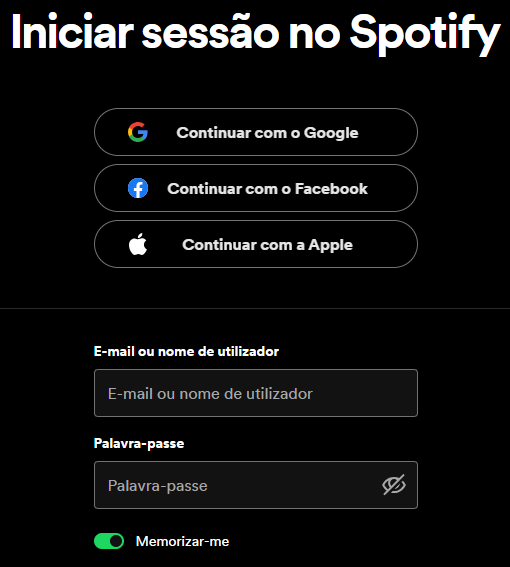 Iniciar sessão no Spotify
Continuar com o Google
Continuar com o Facebook
Continuar com a Apple
E-mail ou nome de utilizador
E-mail ou nome de utilizador
Palavra-passe
Palavra-passe
Memorizar-me